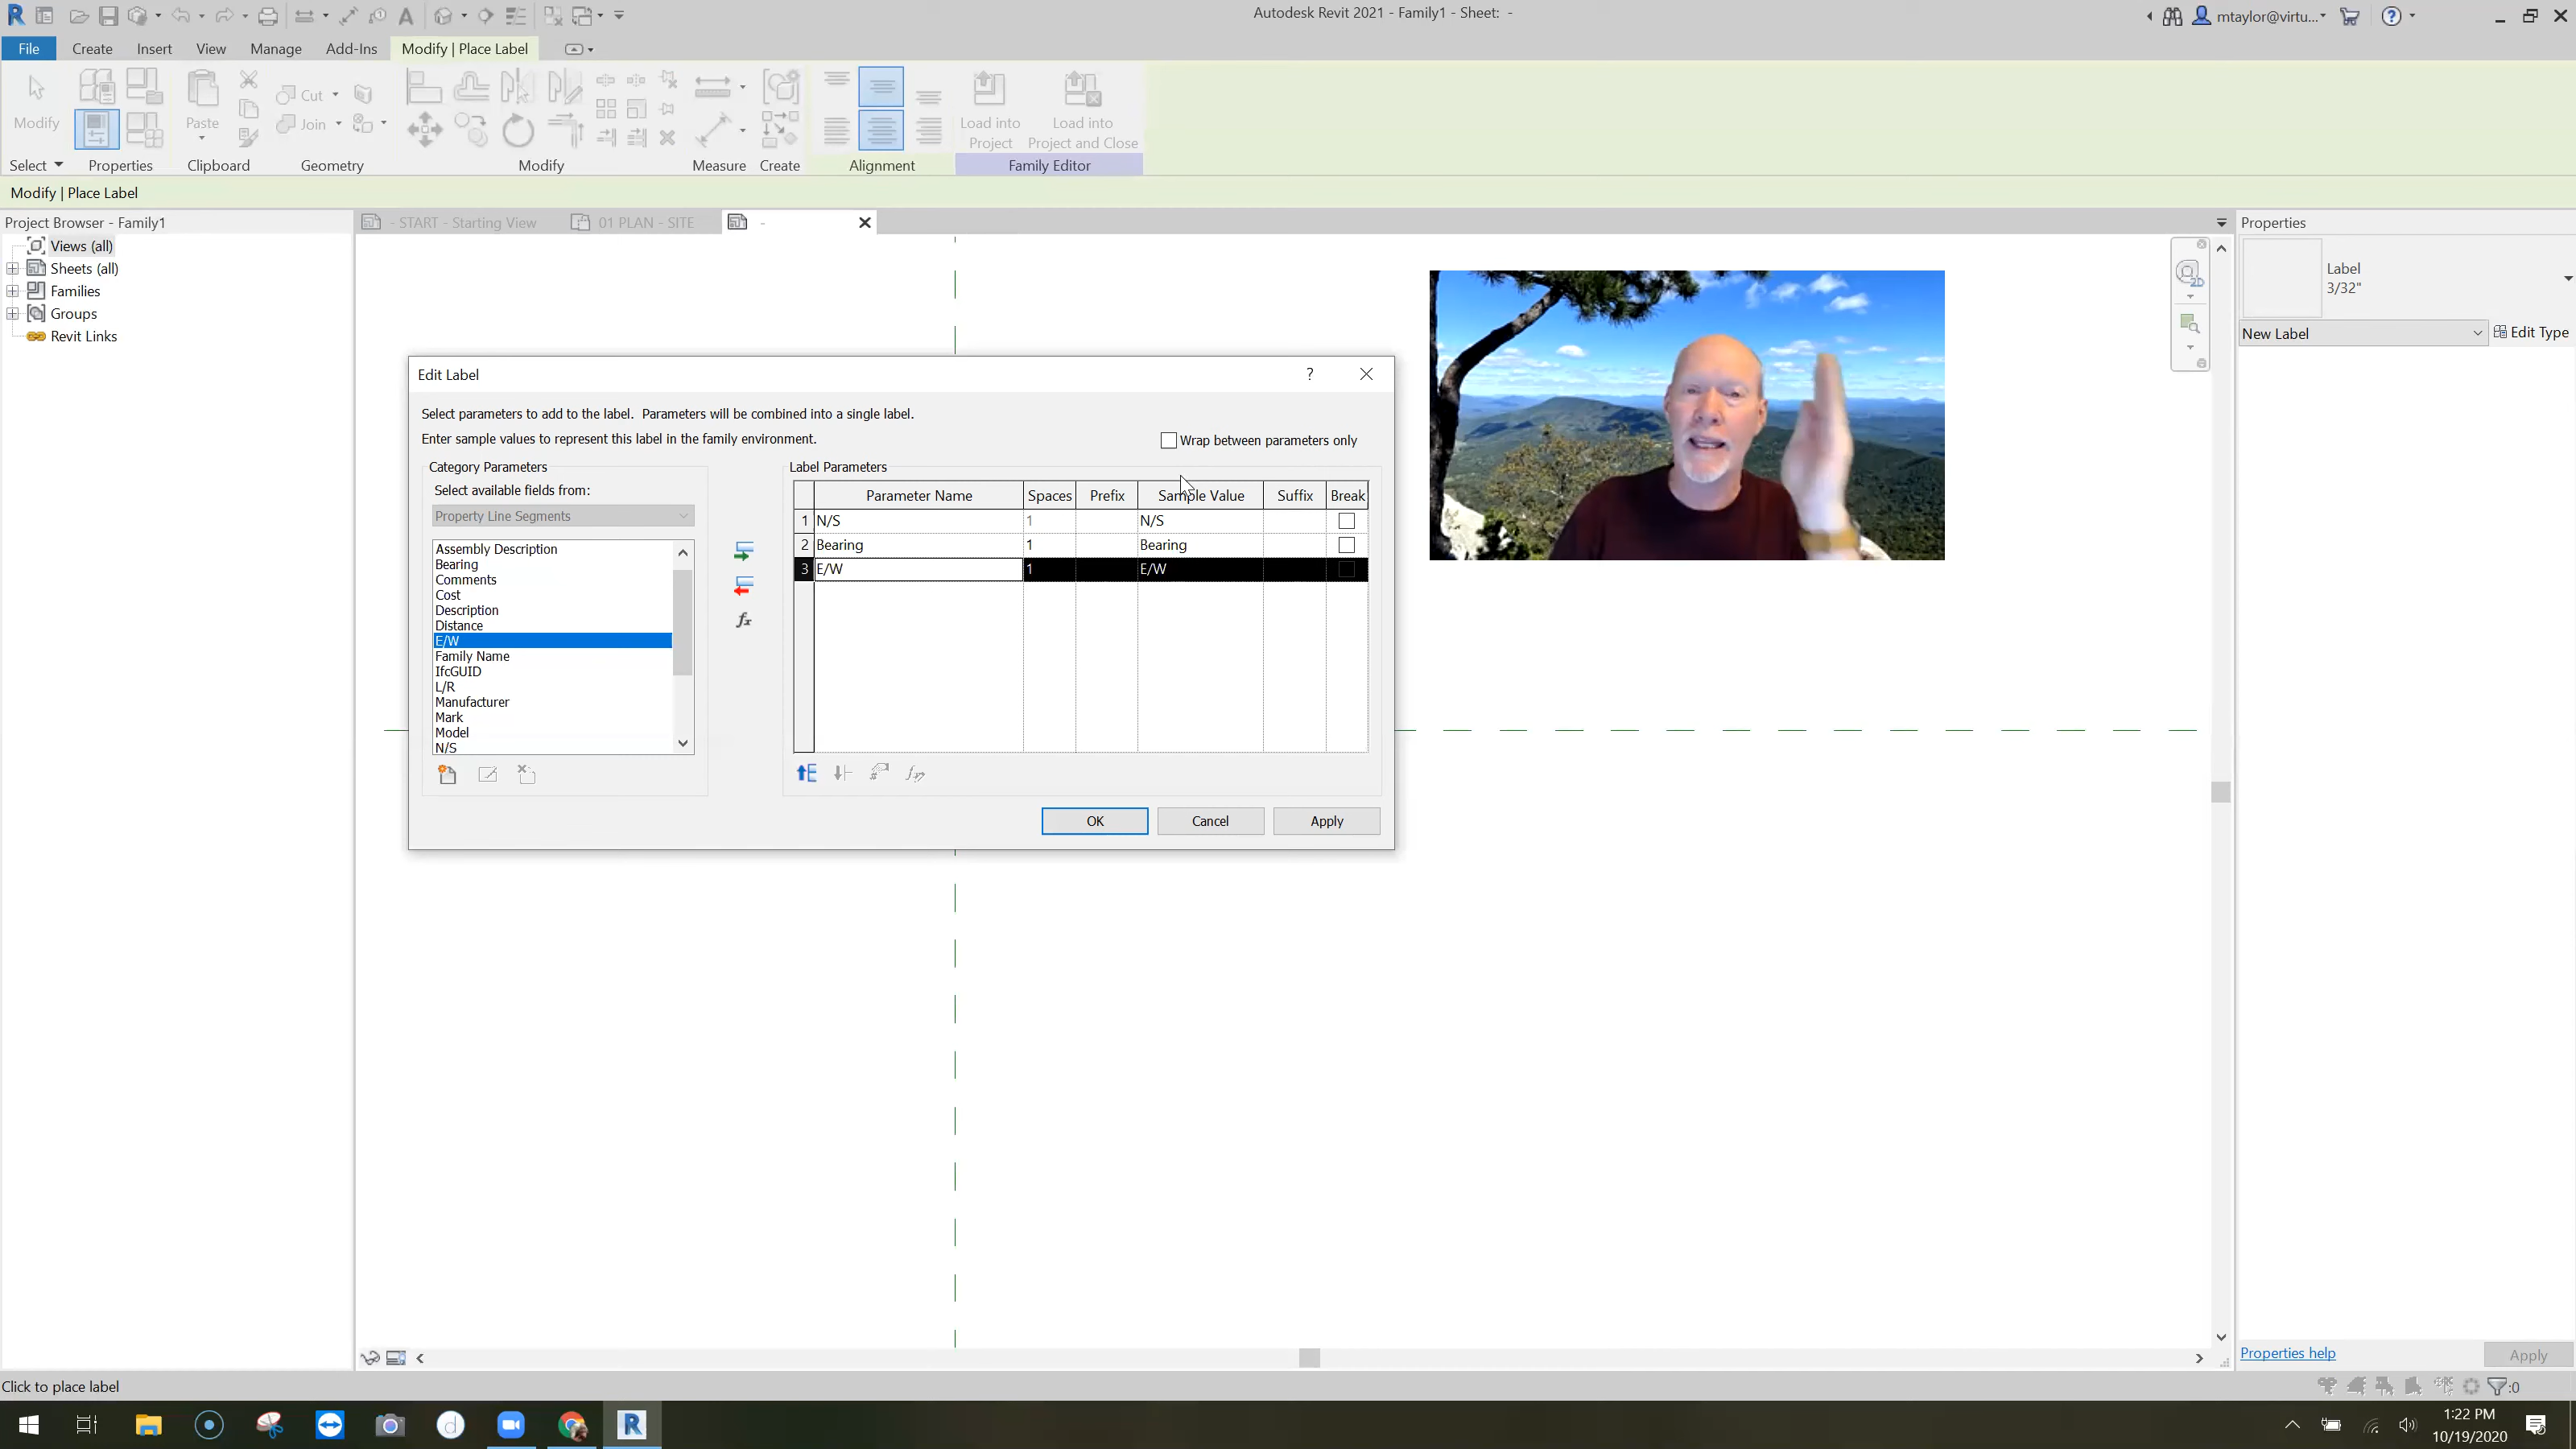 Autodesk Revit 2021 - Family1 - Sheet: -
mtaylor@virtu...
File
Create
Insert
View
Manage
Add-Ins
Modify | Place Label
Modify
Paste
Cut
Join
Load into
Project
Load into
Project and Close
Select
Properties
Clipboard
Geometry
Modify
Measure
Create
Alignment
Family Editor
Modify | Place Label
Project Browser - Family1
- START - Starting View
01 PLAN - SITE
-
Properties
Views (all)
Sheets (all)
Families
Groups
Revit Links
2D
Label
3/32"
New Label
Edit Type
Edit Label
?
Select parameters to add to the label. Parameters will be combined into a single label.
Enter sample values to represent this label in the family environment.
Wrap between parameters only
Category Parameters
Select available fields from:
Property Line Segments
Assembly Description
Bearing
Comments
Cost
Description
Distance
E/W
Family Name
IfcGUID
L/R
Manufacturer
Mark
Model
N/S
fx
Label Parameters
Parameter Name Spaces Prefix Sample Value Suffix Break
1 N/S 1 N/S
2 Bearing 1 Bearing
3 E/W 1 E/W
OK
Cancel
Apply
Properties help
Apply
Click to place label
:0
1:22 PM
10/19/2020